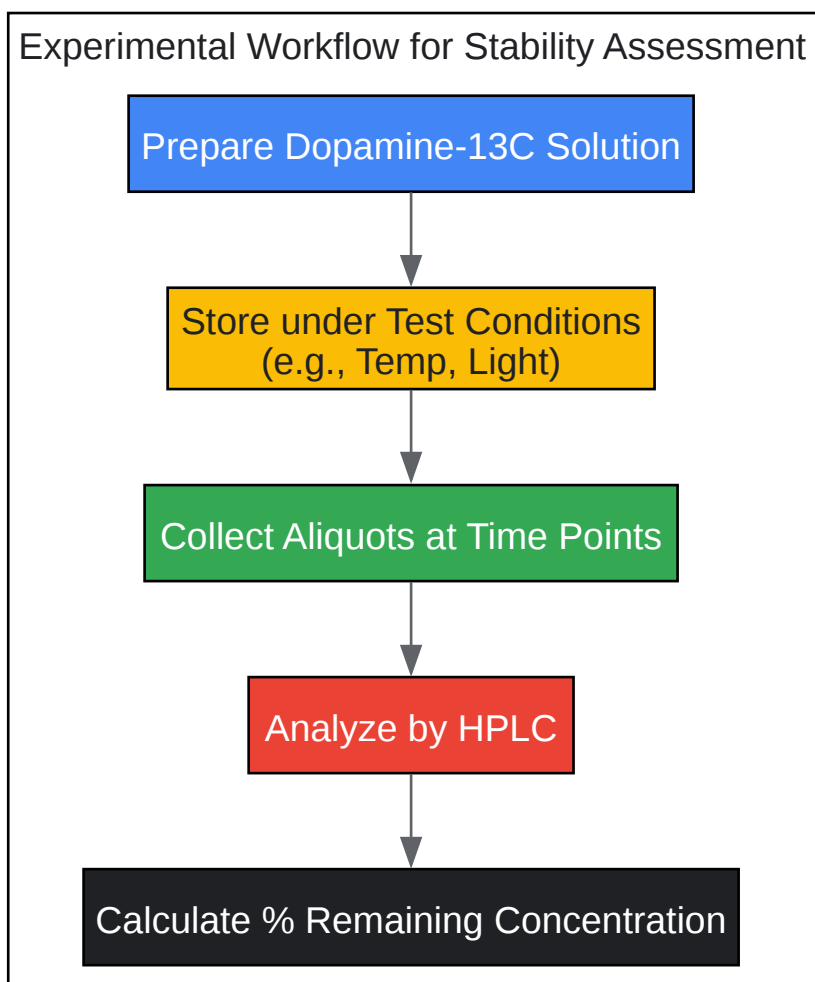 Experimental Workflow for Stability Assessment
Prepare Dopamine-13C Solution
Store under Test Conditions
(e.g., Temp, Light)
Collect Aliquots at Time Points
Analyze by HPLC
Calculate % Remaining Concentration